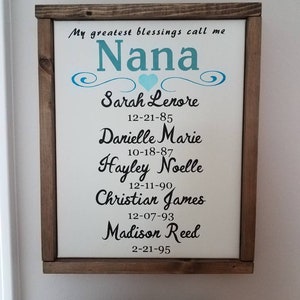 My greatest blessings call me
Nana
Sarah Lenore
12-21-85
Danielle Marie
10-18-87
Hayley Noelle
12-11-90
Christian James
12-07-93
Madison Reed
2-21-95